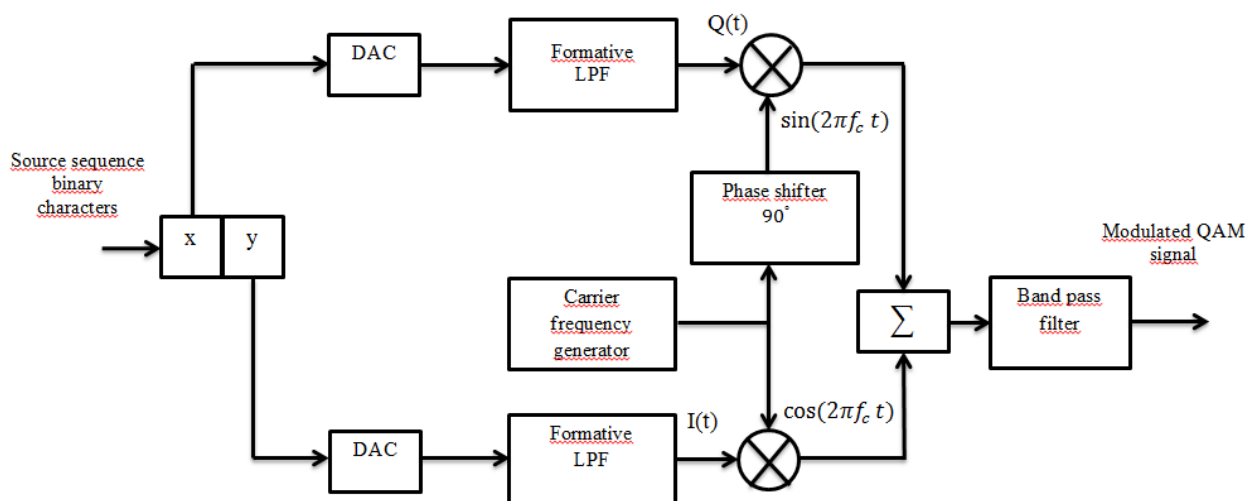 Q(t)
DAC
Formative
LPF
sin(2πf_c t)
Source sequence
binary
characters
x
y
Phase shifter
90°
Modulated QAM
signal
Carrier
frequency
generator
∑
Band pass
filter
cos(2πf_c t)
I(t)
DAC
Formative
LPF